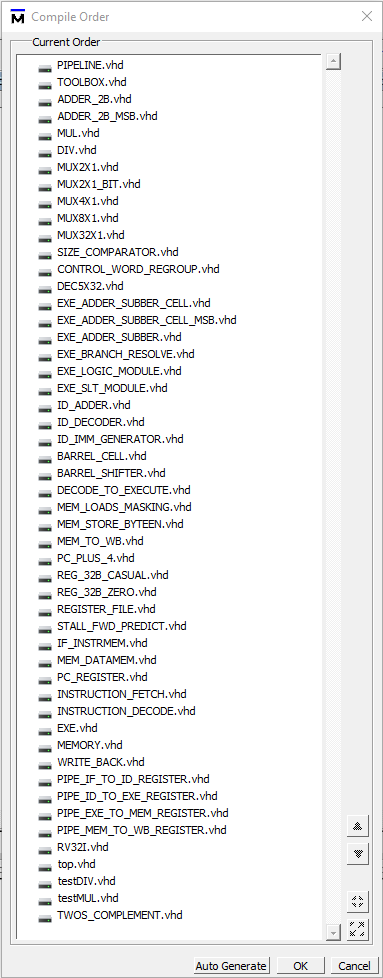 Compile Order
Current Order
PIPELINE.vhd
TOOLBOX.vhd
ADDER_2B.vhd
ADDER_2B_MSB.vhd
MUL.vhd
DIV.vhd
MUX2X1.vhd
MUX2X1_BIT.vhd
MUX4X1.vhd
MUX8X1.vhd
MUX32X1.vhd
SIZE_COMPARATOR.vhd
CONTROL_WORD_REGROUP.vhd
DEC5X32.vhd
EXE_ADDER_SUBBER_CELL.vhd
EXE_ADDER_SUBBER_CELL_MSB.vhd
EXE_ADDER_SUBBER.vhd
EXE_BRANCH_RESOLVE.vhd
EXE_LOGIC_MODULE.vhd
EXE_SLT_MODULE.vhd
ID_ADDER.vhd
ID_DECODER.vhd
ID_IMM_GENERATOR.vhd
BARREL_CELL.vhd
BARREL_SHIFTER.vhd
DECODE_TO_EXECUTE.vhd
MEM_LOADS_MASKING.vhd
MEM_STORE_BYTEEN.vhd
MEM_TO_WB.vhd
PC_PLUS_4.vhd
REG_32B_CASUAL.vhd
REG_32B_ZERO.vhd
REGISTER_FILE.vhd
STALL_FWD_PREDICT.vhd
IF_INSTRMEM.vhd
MEM_DATAMEM.vhd
PC_REGISTER.vhd
INSTRUCTION_FETCH.vhd
INSTRUCTION_DECODE.vhd
EXE.vhd
MEMORY.vhd
WRITE_BACK.vhd
PIPE_IF_TO_ID_REGISTER.vhd
PIPE_ID_TO_EXE_REGISTER.vhd
PIPE_EXE_TO_MEM_REGISTER.vhd
PIPE_MEM_TO_WB_REGISTER.vhd
RV32I.vhd
top.vhd
testDIV.vhd
testMUL.vhd
TWOS_COMPLEMENT.vhd
Auto Generate OK Cancel